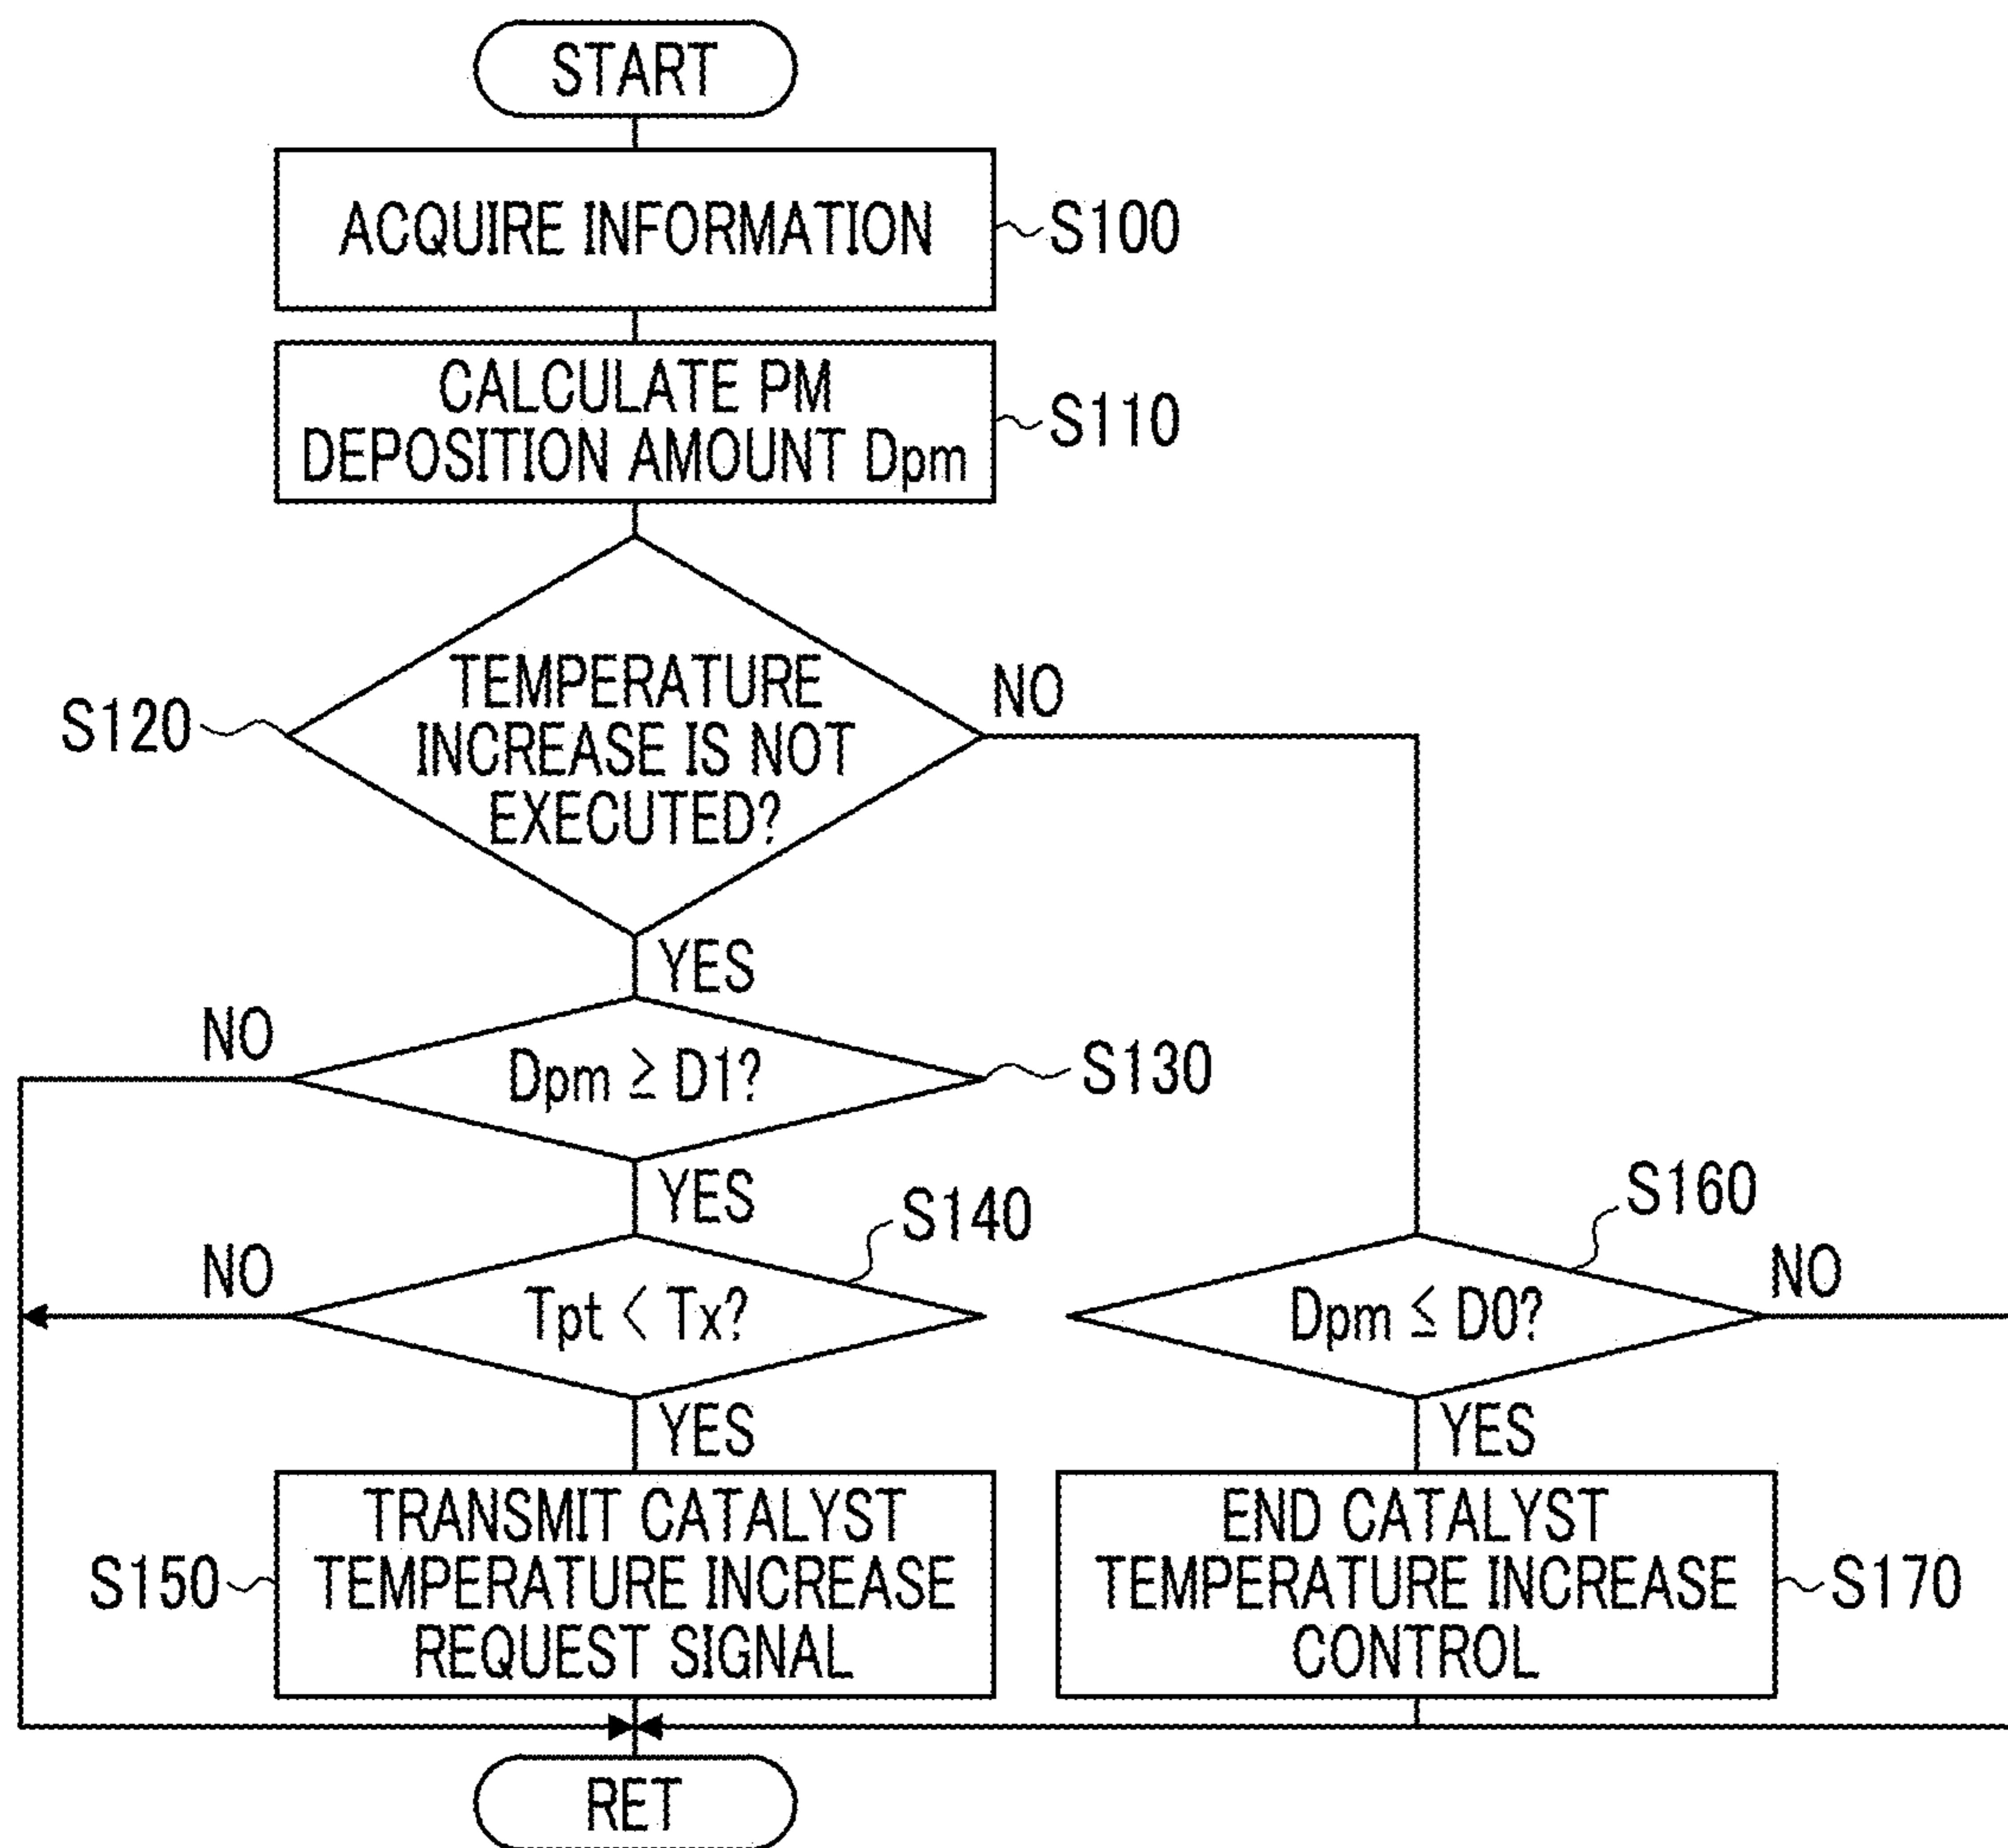 START
ACQUIRE INFORMATION
S100
CALCULATE PM
DEPOSITION AMOUNT Dpm
S110
TEMPERATURE
INCREASE IS NOT
EXECUTED?
S120
NO
YES
NO
Dpm ≥ D1?
S130
YES
S140
NO
Tpt < Tx?
YES
S160
Dpm ≤ D0?
NO
YES
S150
TRANSMIT CATALYST
TEMPERATURE INCREASE
REQUEST SIGNAL
END CATALYST
TEMPERATURE INCREASE
CONTROL
S170
RET